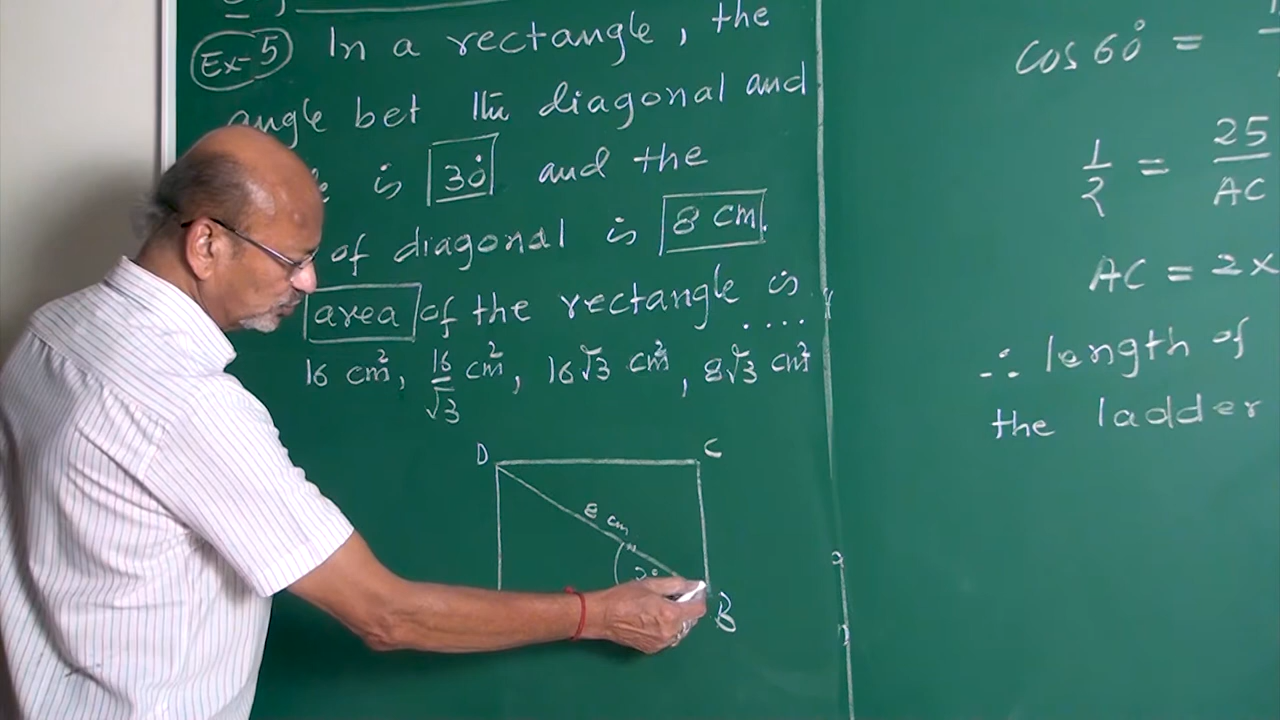 Ex-5 In a rectangle, the
angle bet the diagonal and
is 30° and the
of diagonal is 8 cm.
area of the rectangle is
....
16 cm², 16/√3 cm², 16√3 cm², 8√3 cm²
D C
8 cm
B
cos 60° =
1/2 = 25/AC
AC = 2x
∴ length of
the ladder